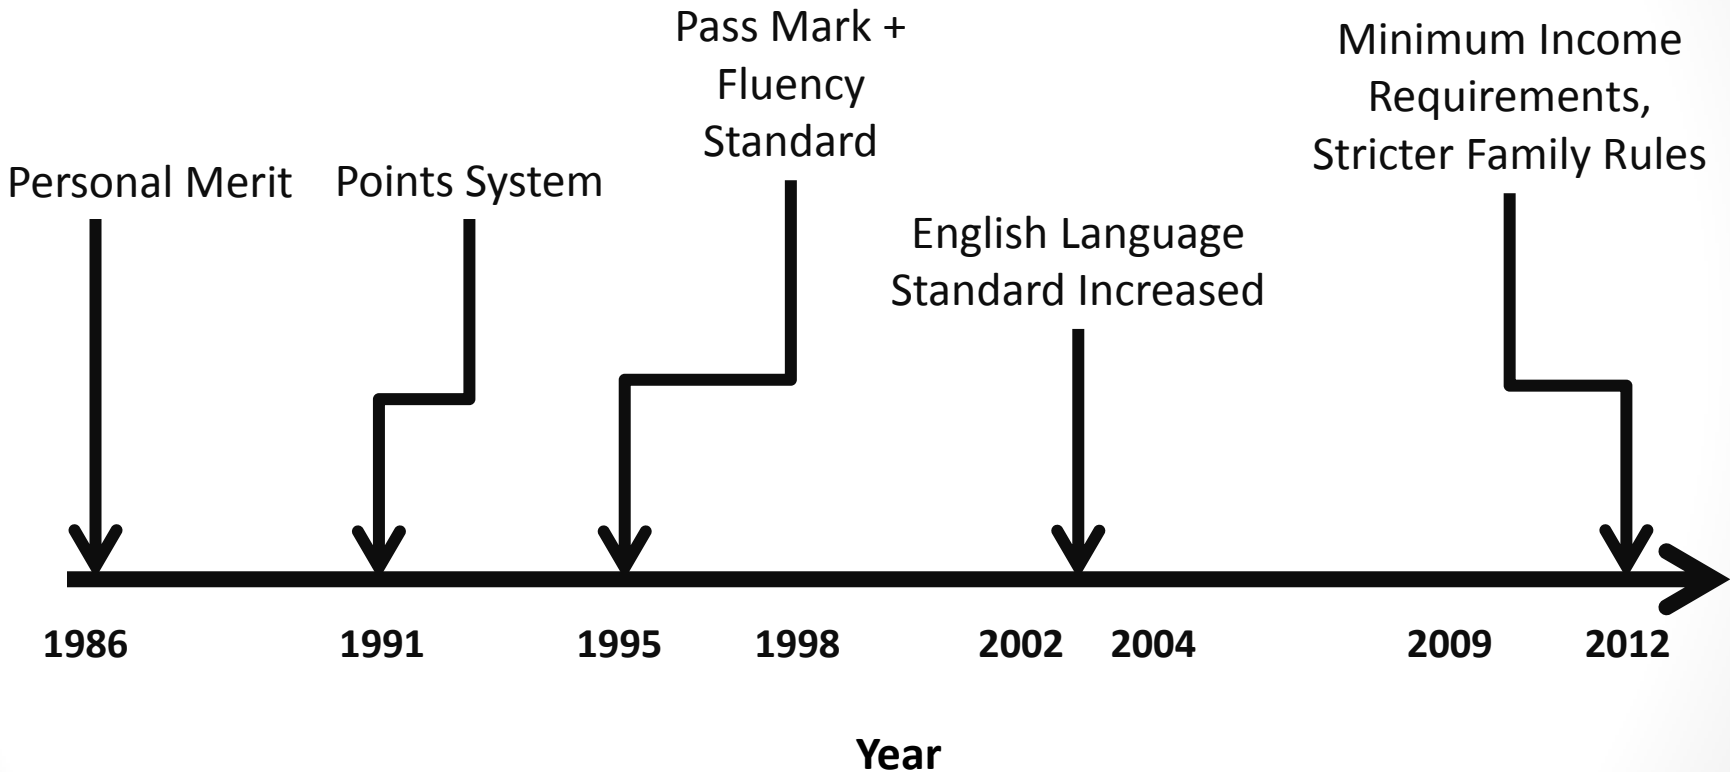 Personal Merit
Points System
Pass Mark +
Fluency
Standard
English Language
Standard Increased
Minimum Income
Requirements,
Stricter Family Rules
1986 1991 1995 1998 2002 2004 2009 2012
Year